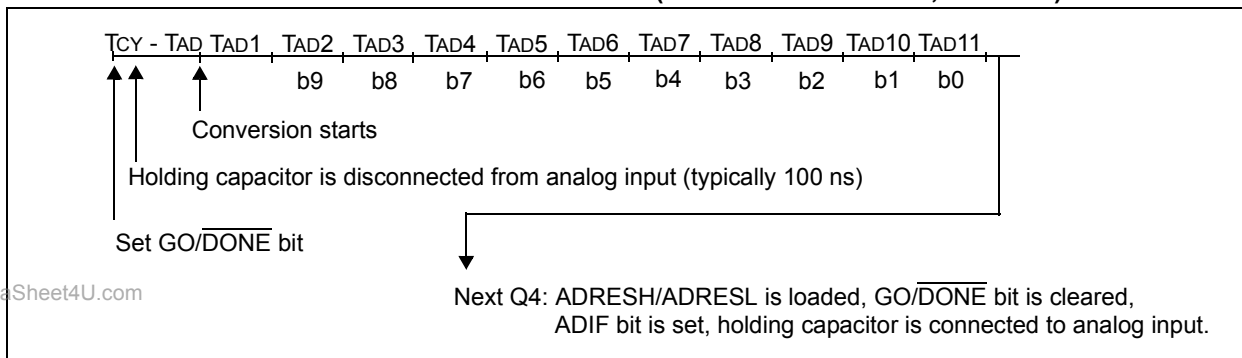 TCY - TAD TAD1 TAD2 TAD3 TAD4 TAD5 TAD6 TAD7 TAD8 TAD9 TAD10 TAD11
b9 b8 b7 b6 b5 b4 b3 b2 b1 b0
Conversion starts
Holding capacitor is disconnected from analog input (typically 100 ns)
Set GO/DONE bit
aSheet4U.com
Next Q4: ADRESH/ADRESL is loaded, GO/DONE bit is cleared,
ADIF bit is set, holding capacitor is connected to analog input.